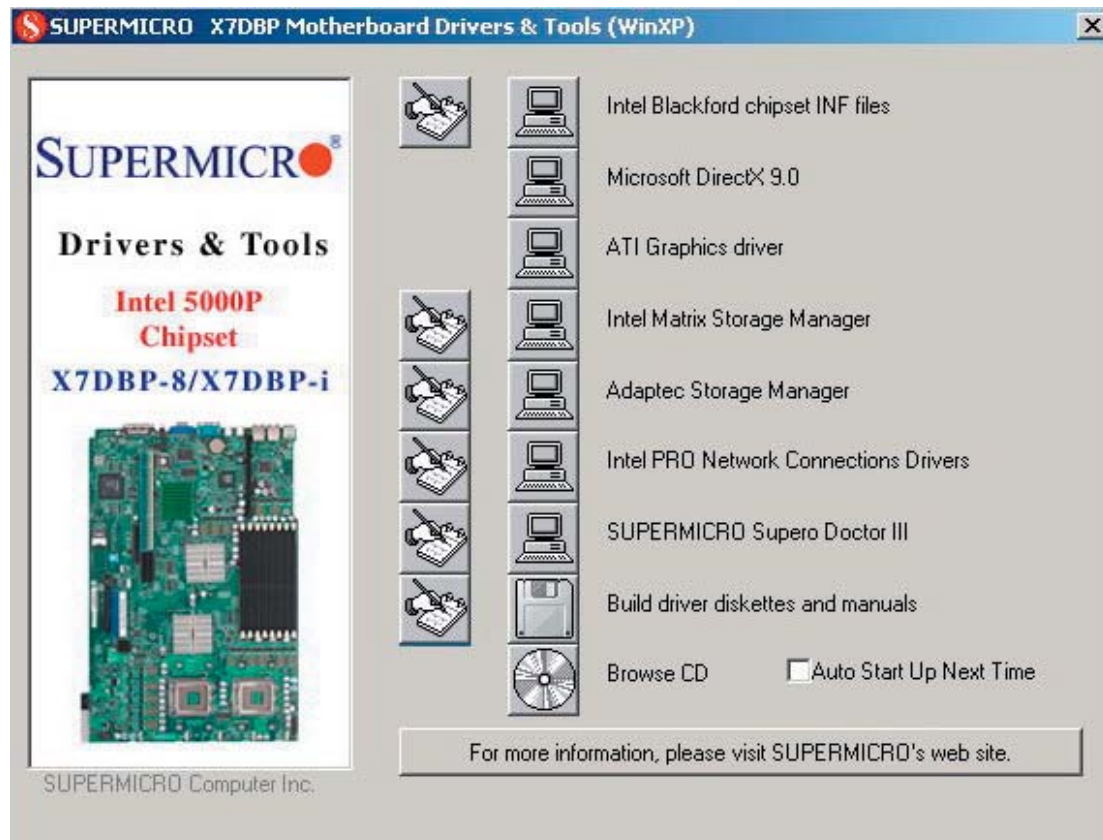 SUPERMICRO X7DBP Motherboard Drivers & Tools (WinXP)
SUPERMICRO®
Drivers & Tools
Intel 5000P
Chipset
X7DBP-8/X7DBP-i
SUPERMICRO Computer Inc.
Intel Blackford chipset INF files
Microsoft DirectX 9.0
ATI Graphics driver
Intel Matrix Storage Manager
Adaptec Storage Manager
Intel PRO Network Connections Drivers
SUPERMICRO Supero Doctor III
Build driver diskettes and manuals
Browse CD
Auto Start Up Next Time
For more information, please visit SUPERMICRO's web site.